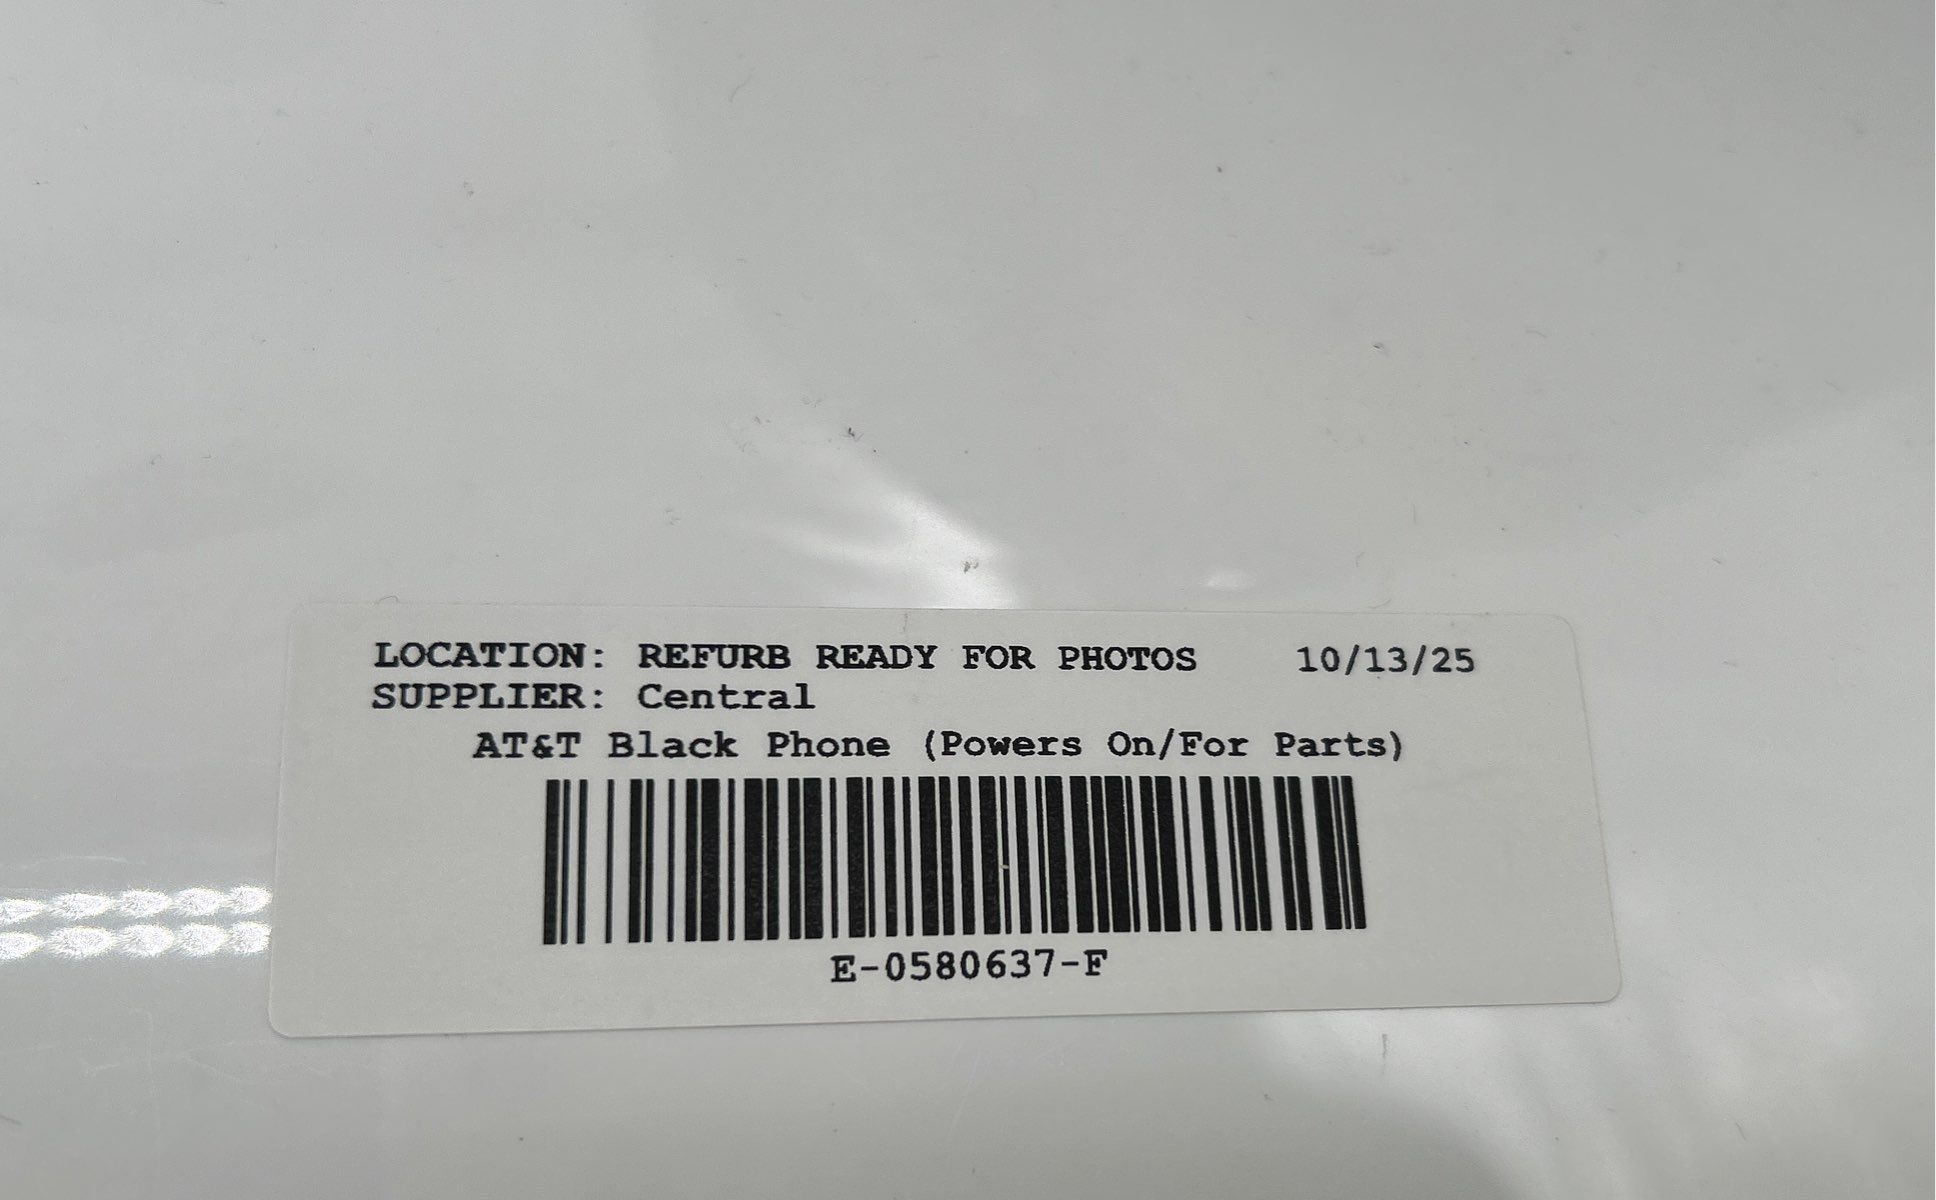 LOCATION: REFURB READY FOR PHOTOS 10/13/25
SUPPLIER: Central
AT&T Black Phone (Powers On/For Parts)
E-0580637-F